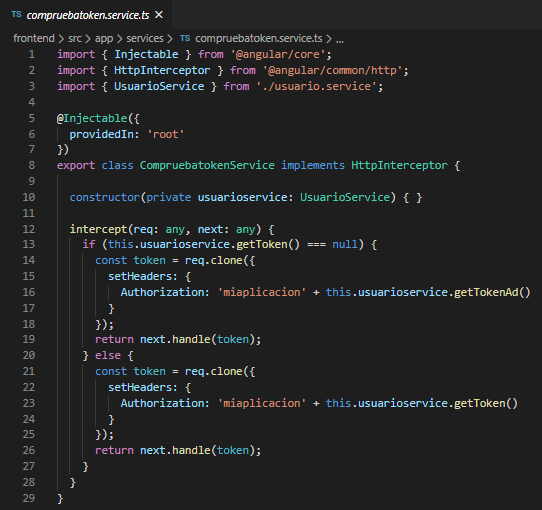 TS compruebatoken.service.ts ×
frontend > src > app > services > TS compruebatoken.service.ts > ...
1 import { Injectable } from '@angular/core';
2 import { HttpInterceptor } from '@angular/common/http';
3 import { UsuarioService } from './usuario.service';
4
5 @Injectable({
6   providedIn: 'root'
7 })
8 export class CompruebatokenService implements HttpInterceptor {
9
10   constructor(private usuarioservice: UsuarioService) { }
11
12   intercept(req: any, next: any) {
13     if (this.usuarioservice.getToken() === null) {
14       const token = req.clone({
15         setHeaders: {
16           Authorization: 'miaplicacion' + this.usuarioservice.getTokenAd()
17         }
18       });
19       return next.handle(token);
20     } else {
21       const token = req.clone({
22         setHeaders: {
23           Authorization: 'miaplicacion' + this.usuarioservice.getToken()
24         }
25       });
26       return next.handle(token);
27     }
28   }
29 }